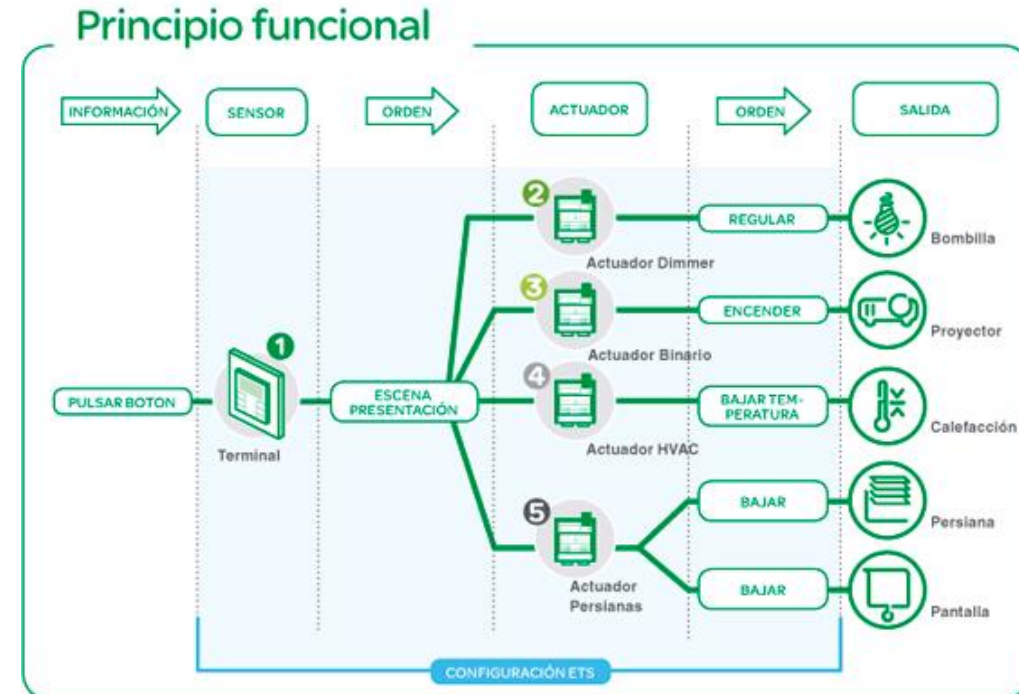 Principio funcional
INFORMACIÓN
SENSOR
ORDEN
ACTUADOR
ORDEN
SALIDA
2
REGULAR
Bombilla
Actuador Dimmer
3
ENCENDER
Proyector
Actuador Binario
1
4
PULSAR BOTON
ESCENA
PRESENTACIÓN
BAJAR TEM-
PERATURA
Calefacción
Terminal
Actuador HVAC
5
BAJAR
Persiana
Actuador
Persianas
BAJAR
Pantalla
CONFIGURACIÓN ETS